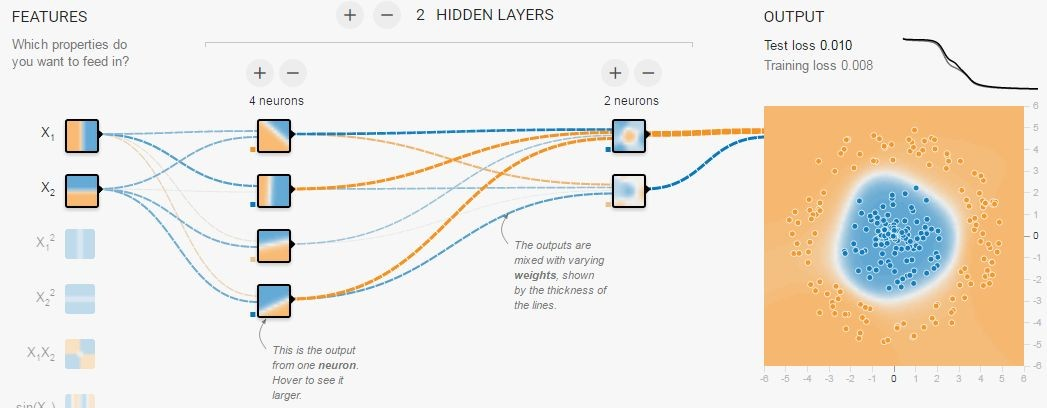 FEATURES
Which properties do
you want to feed in?
X1
X2
X1²
X2²
X1X2
sin(X1)
+ − 2 HIDDEN LAYERS
+ −
4 neurons
+ −
2 neurons
This is the output
from one neuron.
Hover to see it
larger.
The outputs are
mixed with varying
weights, shown
by the thickness of
the lines.
OUTPUT
Test loss 0.010
Training loss 0.008
6
5
4
3
2
1
0
-1
-2
-3
-4
-5
-6
-6 -5 -4 -3 -2 -1 0 1 2 3 4 5 6